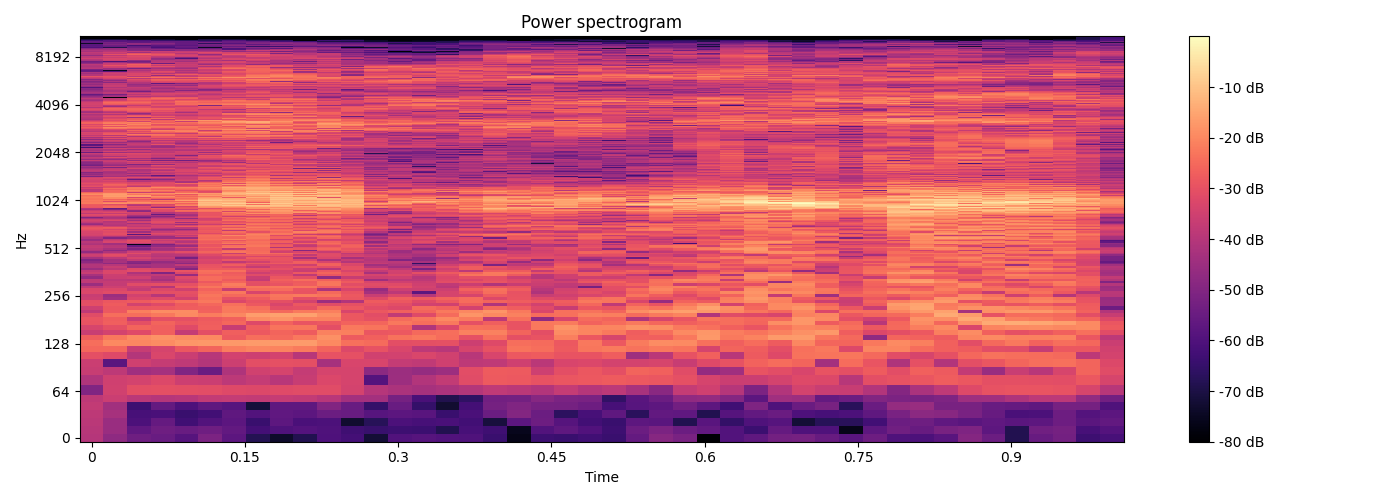 Power spectrogram
Hz
8192
4096
2048
1024
512
256
128
64
0
0 0.15 0.3 0.45 0.6 0.75 0.9
Time
-10 dB
-20 dB
-30 dB
-40 dB
-50 dB
-60 dB
-70 dB
-80 dB